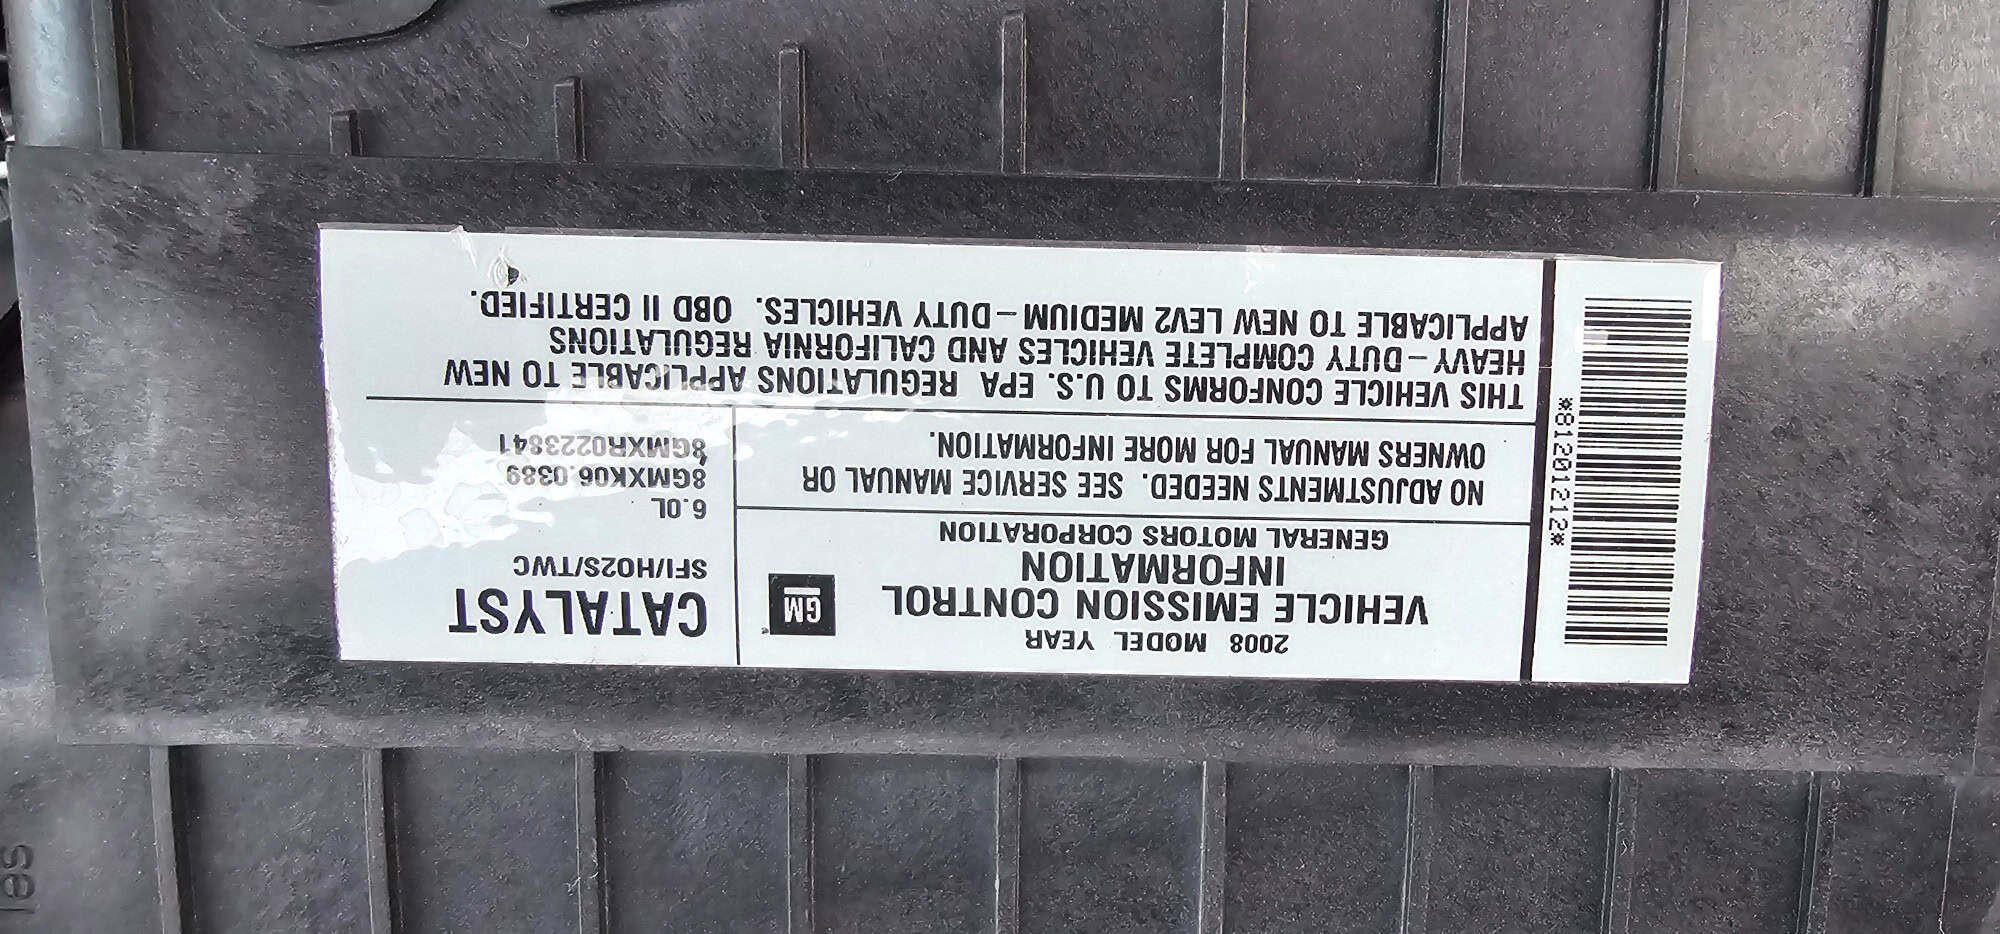 2008 MODEL YEAR
VEHICLE EMISSION CONTROL
INFORMATION
GENERAL MOTORS CORPORATION
GM
NO ADJUSTMENTS NEEDED. SEE SERVICE MANUAL OR
OWNERS MANUAL FOR MORE INFORMATION.
CATALYST
SFI/HO2S/TWC
6.0L
8GMXK06.0389
8GMXR0223841
THIS VEHICLE CONFORMS TO U.S. EPA REGULATIONS APPLICABLE TO NEW
HEAVY-DUTY COMPLETE VEHICLES AND CALIFORNIA REGULATIONS
APPLICABLE TO NEW LEV2 MEDIUM-DUTY VEHICLES. OBD II CERTIFIED.
*81201212*